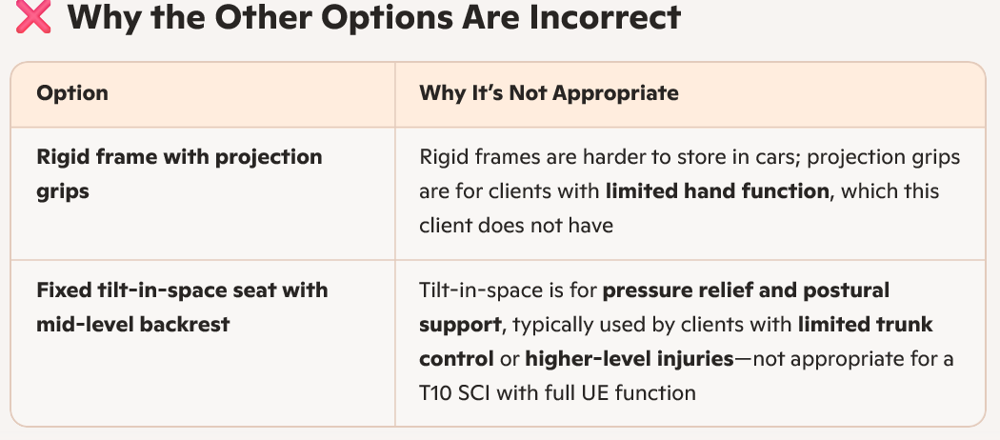 ❌ Why the Other Options Are Incorrect
Option
Why It's Not Appropriate
Rigid frame with projection
grips
Rigid frames are harder to store in cars; projection grips
are for clients with limited hand function, which this
client does not have
Fixed tilt-in-space seat with
mid-level backrest
Tilt-in-space is for pressure relief and postural
support, typically used by clients with limited trunk
control or higher-level injuries—not appropriate for a
T10 SCI with full UE function